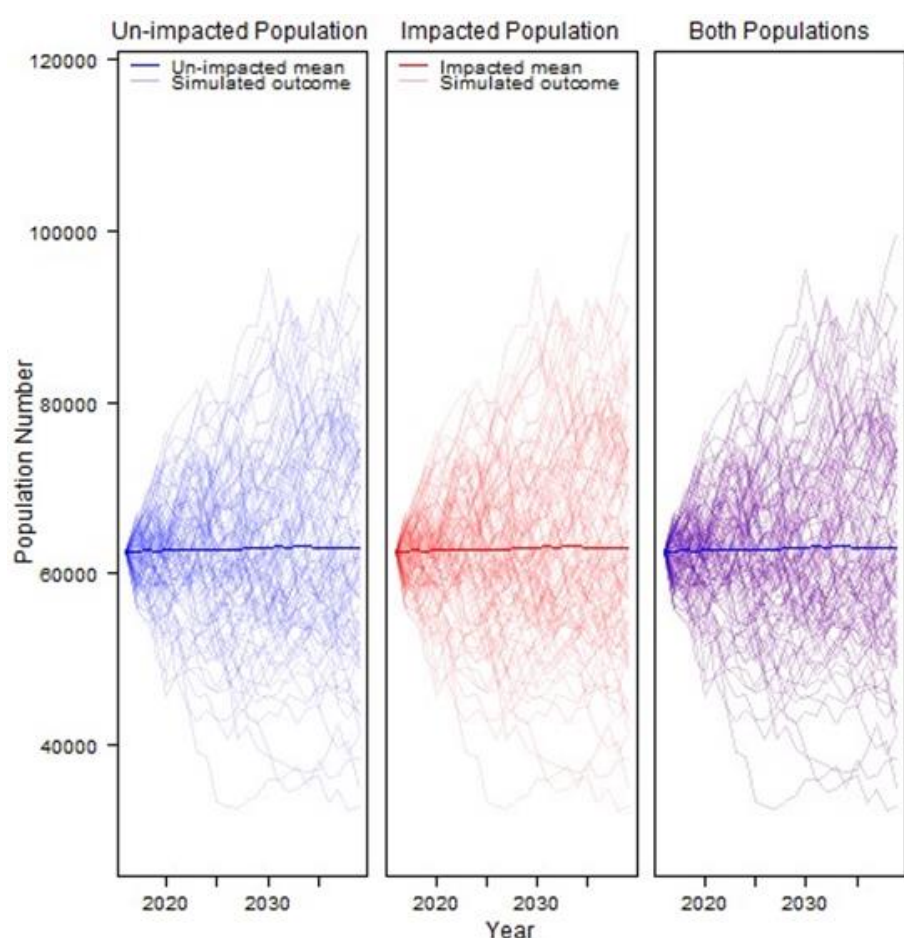 Un-impacted Population
Impacted Population
Both Populations
Un-impacted mean
Simulated outcome
Impacted mean
Simulated outcome
120000
100000
80000
60000
40000
Population Number
2020
2030
2020
2030
2020
2030
Year